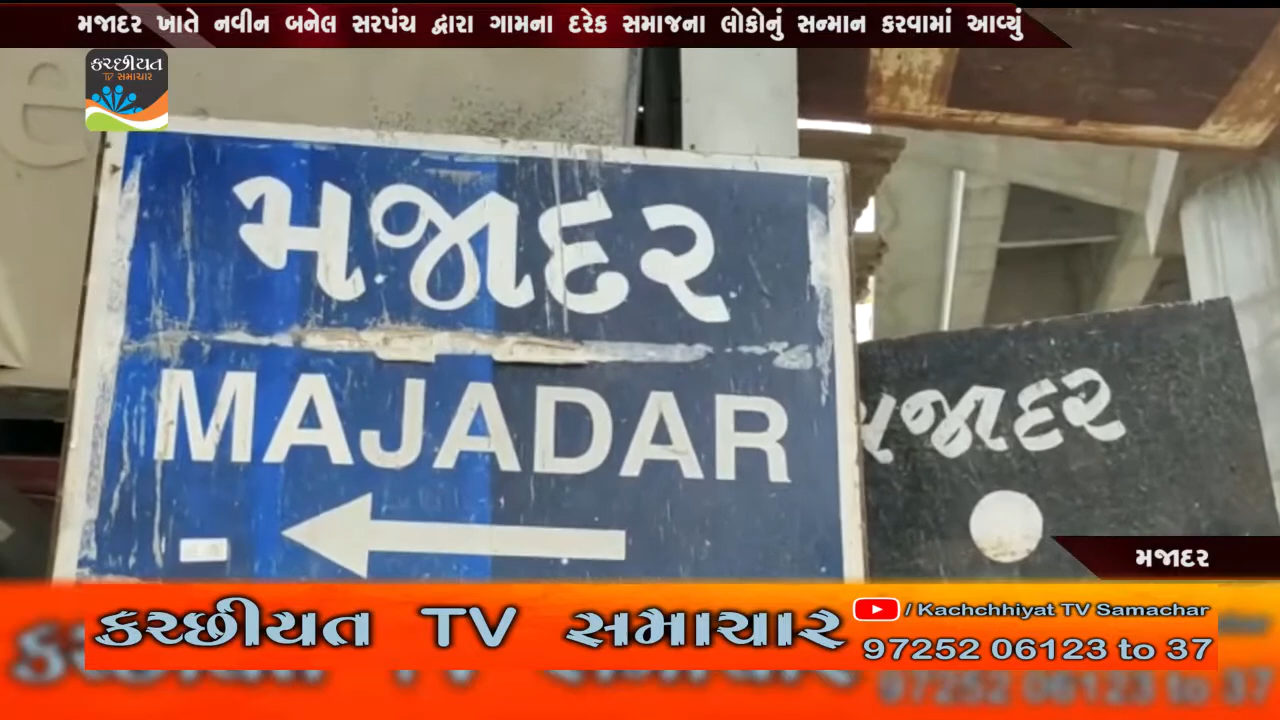 મજાદર ખાતે નવીન બનેલ સરપંચ દ્વારા ગામના દરેક સમાજના લોકોનું સન્માન કરવામાં આવ્યું
કચ્છીયત
TV સમાચાર
મજાદર
MAJADAR
મજાદર
મજાદર
કચ્છીયત TV સમાચાર
/ Kachchhiyat TV Samachar
97252 06123 to 37